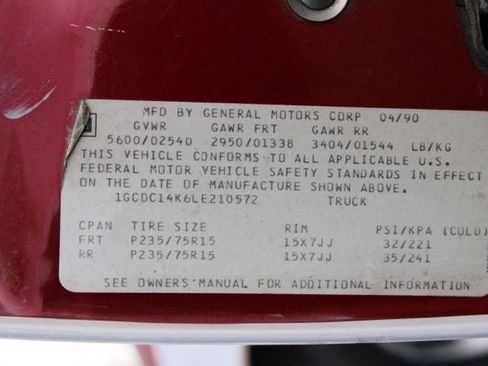 MFD BY GENERAL MOTORS CORP 04/90
GVWR GAWR FRT GAWR RR
5600/02540 2950/01338 3404/01544 LB/KG
THIS VEHICLE CONFORMS TO ALL APPLICABLE U.S.
FEDERAL MOTOR VEHICLE SAFETY STANDARDS IN EFFECT
ON THE DATE OF MANUFACTURE SHOWN ABOVE.
1GCDC14K6LE210572 TRUCK
CPAN TIRE SIZE RIM PSI/KPA (COLD)
FRT P235/75R15 15X7JJ 32/221
RR P235/75R15 15X7JJ 35/241
SEE OWNERS MANUAL FOR ADDITIONAL INFORMATION